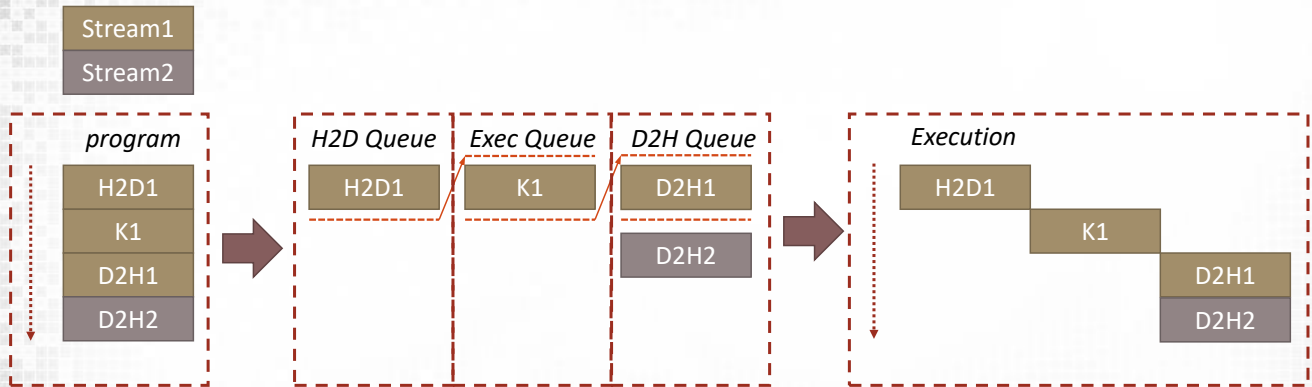 Stream1
Stream2
program
H2D1
K1
D2H1
D2H2
H2D Queue
H2D1
Exec Queue
K1
D2H Queue
D2H1
D2H2
Execution
H2D1
K1
D2H1
D2H2